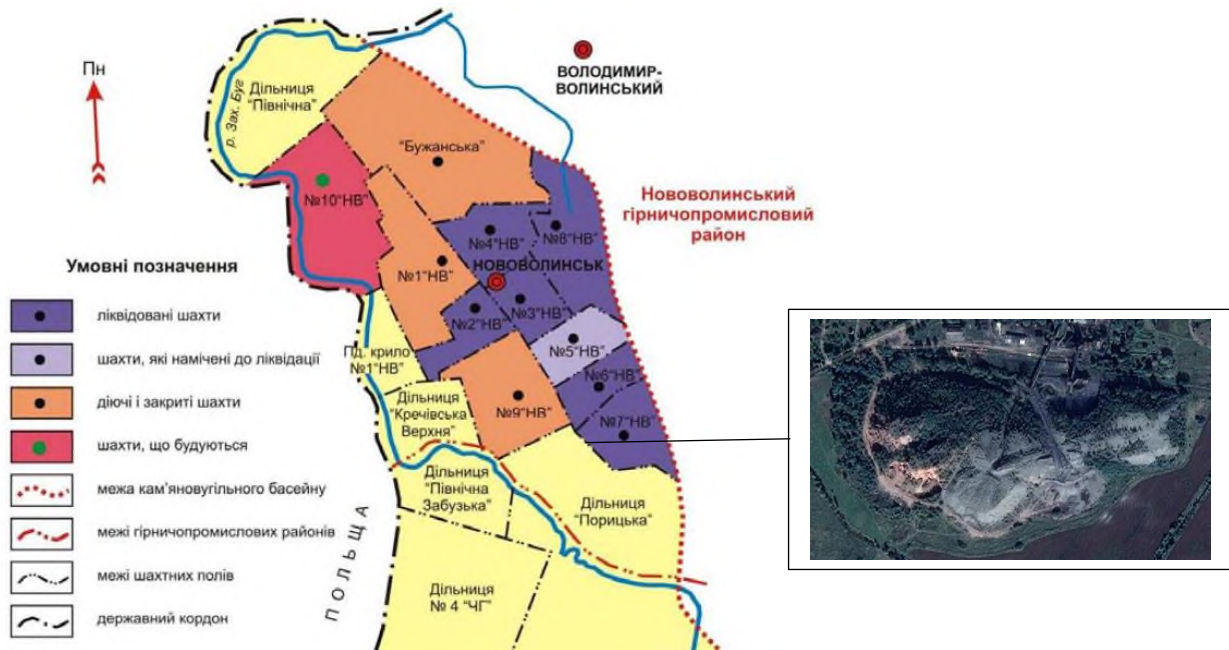 Пн
р. Зах. Буг
Дільниця
"Північна"
ВОЛОДИМИР-
ВОЛИНСЬКИЙ
"Бужанська"
Нововолинський
гірничопромисловий
район
№10"НВ"
№4"НВ"
№8"НВ"
№1"НВ"
НОВОВОЛИНСЬК
№2"НВ"
№3"НВ"
№5"НВ"
№6"НВ"
№7"НВ"
№9"НВ"
Пд. крило
№1"НВ"
Дільниця
"Кречівська
Верхня"
Дільниця
"Північна
Забузька"
Дільниця
"Порицька"
Дільниця
№ 4 "ЧГ"
ПОЛЬЩА
Умовні позначення
ліквідовані шахти
шахти, які намічені до ліквідації
діючі і закриті шахти
шахти, що будуються
межа кам'яновугільного басейну
межі гірничопромислових районів
межі шахтних полів
державний кордон